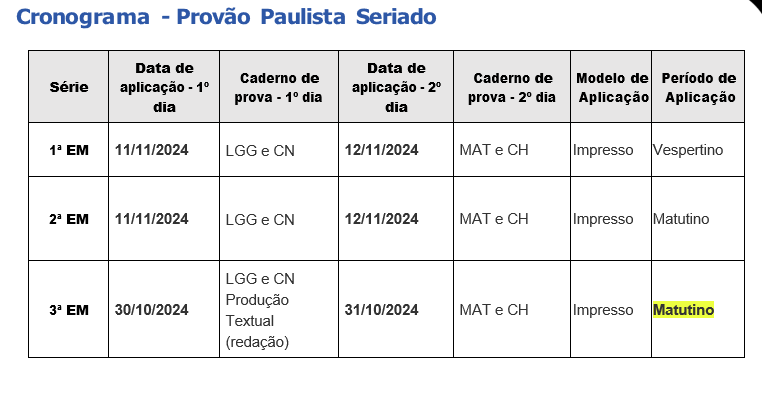 Cronograma - Provão Paulista Seriado
Série
Data de
aplicação - 1º
dia
Caderno de
prova - 1º dia
Data de
aplicação - 2º
dia
Caderno de
prova - 2º dia
Modelo de
Aplicação
Período de
Aplicação
1ª EM
11/11/2024
LGG e CN
12/11/2024
MAT e CH
Impresso
Vespertino
2ª EM
11/11/2024
LGG e CN
12/11/2024
MAT e CH
Impresso
Matutino
3ª EM
30/10/2024
LGG e CN
Produção
Textual
(redação)
31/10/2024
MAT e CH
Impresso
Matutino